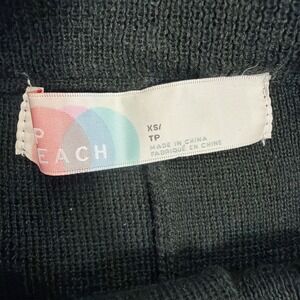 P
EACH
XS/
TP
MADE IN CHINA
FABRIQUÉ EN CHINE